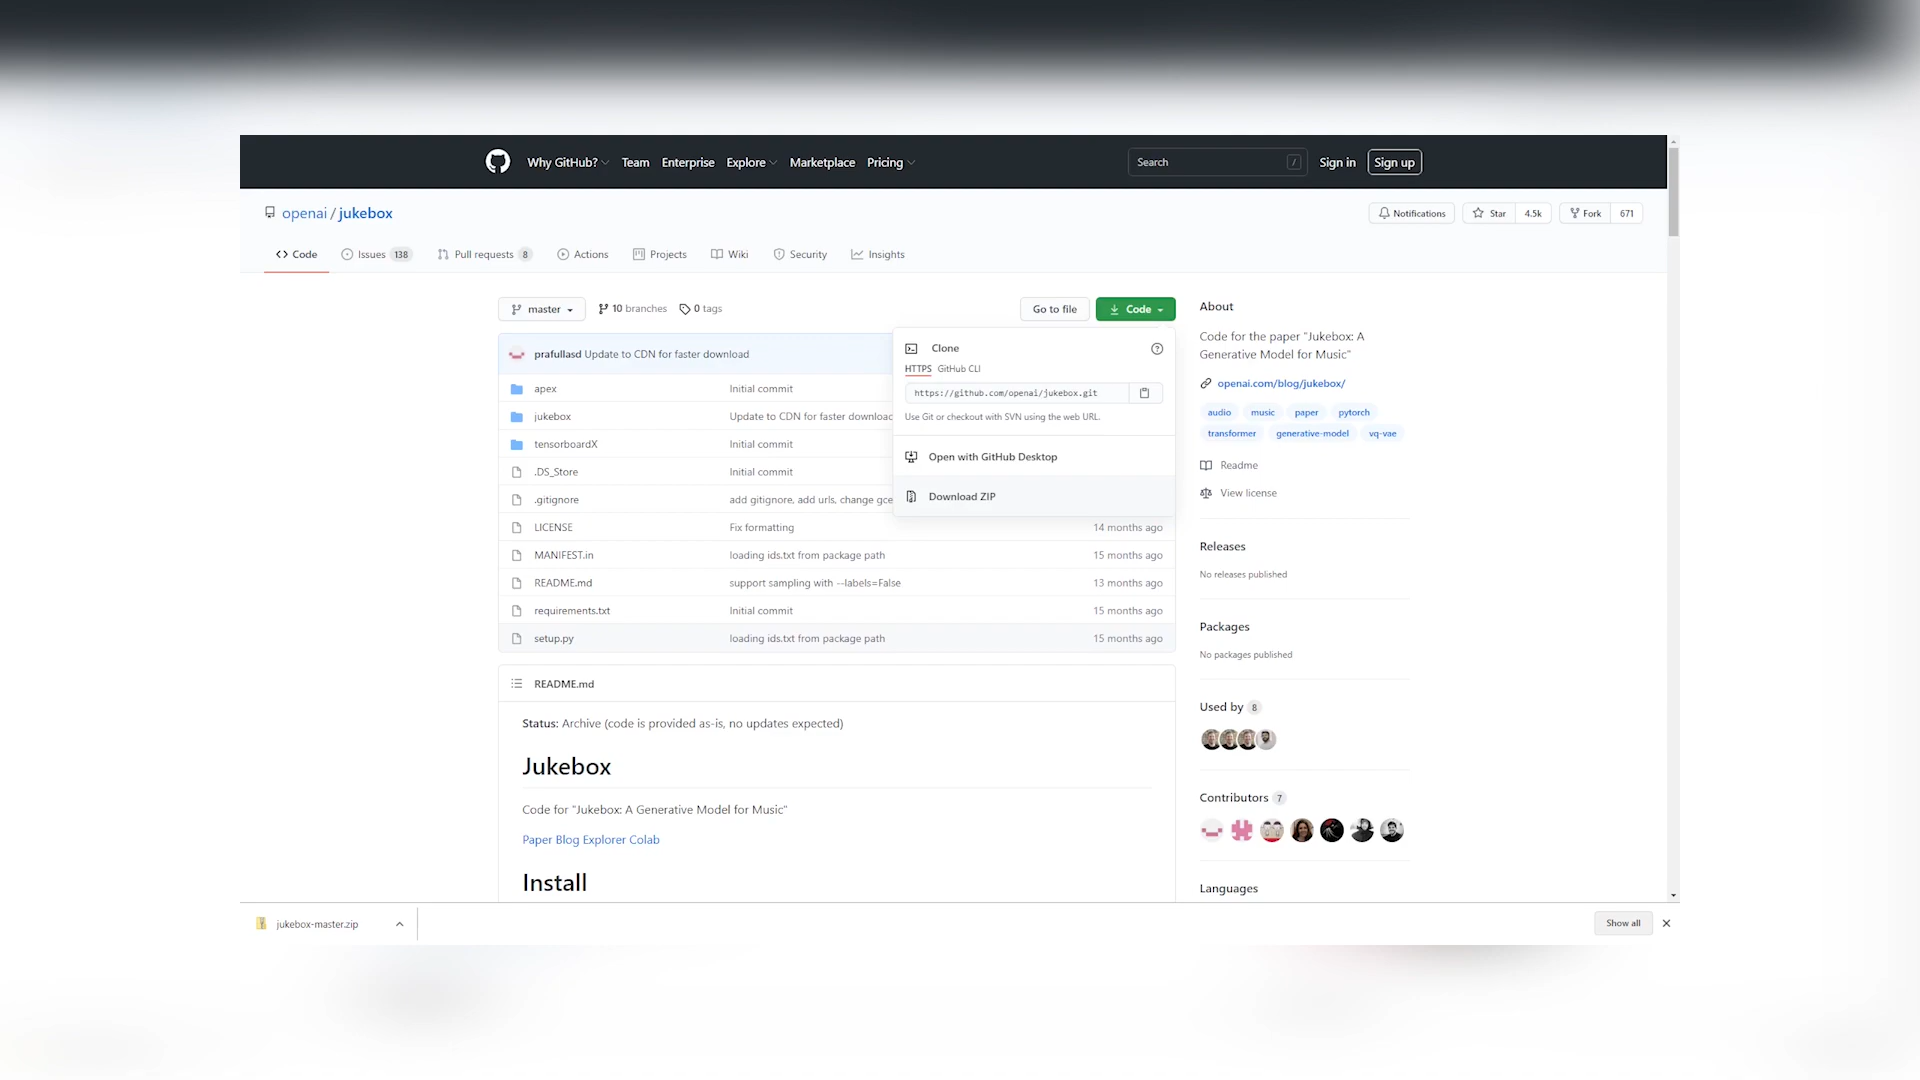 Why GitHub? Team Enterprise Explore Marketplace Pricing Search / Sign in Sign up
openai / jukebox
Notifications Star 4.5k Fork 671
Code Issues 138 Pull requests 8 Actions Projects Wiki Security Insights
master 10 branches 0 tags Go to file Code
prafullasd Update to CDN for faster download
apex Initial commit
jukebox Update to CDN for faster download
tensorboardX Initial commit
.DS_Store Initial commit
.gitignore add gitignore, add urls, change gce
LICENSE Fix formatting 14 months ago
MANIFEST.in loading ids.txt from package path 15 months ago
README.md support sampling with --labels=False 13 months ago
requirements.txt Initial commit 15 months ago
setup.py loading ids.txt from package path 15 months ago
Clone
HTTPS GitHub CLI
https://github.com/openai/jukebox.git
Use Git or checkout with SVN using the web URL.
Open with GitHub Desktop
Download ZIP
README.md
Status: Archive (code is provided as-is, no updates expected)
Jukebox
Code for "Jukebox: A Generative Model for Music"
Paper Blog Explorer Colab
Install
About
Code for the paper "Jukebox: A
Generative Model for Music"
openai.com/blog/jukebox/
audio music paper pytorch
transformer generative-model vq-vae
Readme
View license
Releases
No releases published
Packages
No packages published
Used by 8
Contributors 7
Languages
jukebox-master.zip
Show all